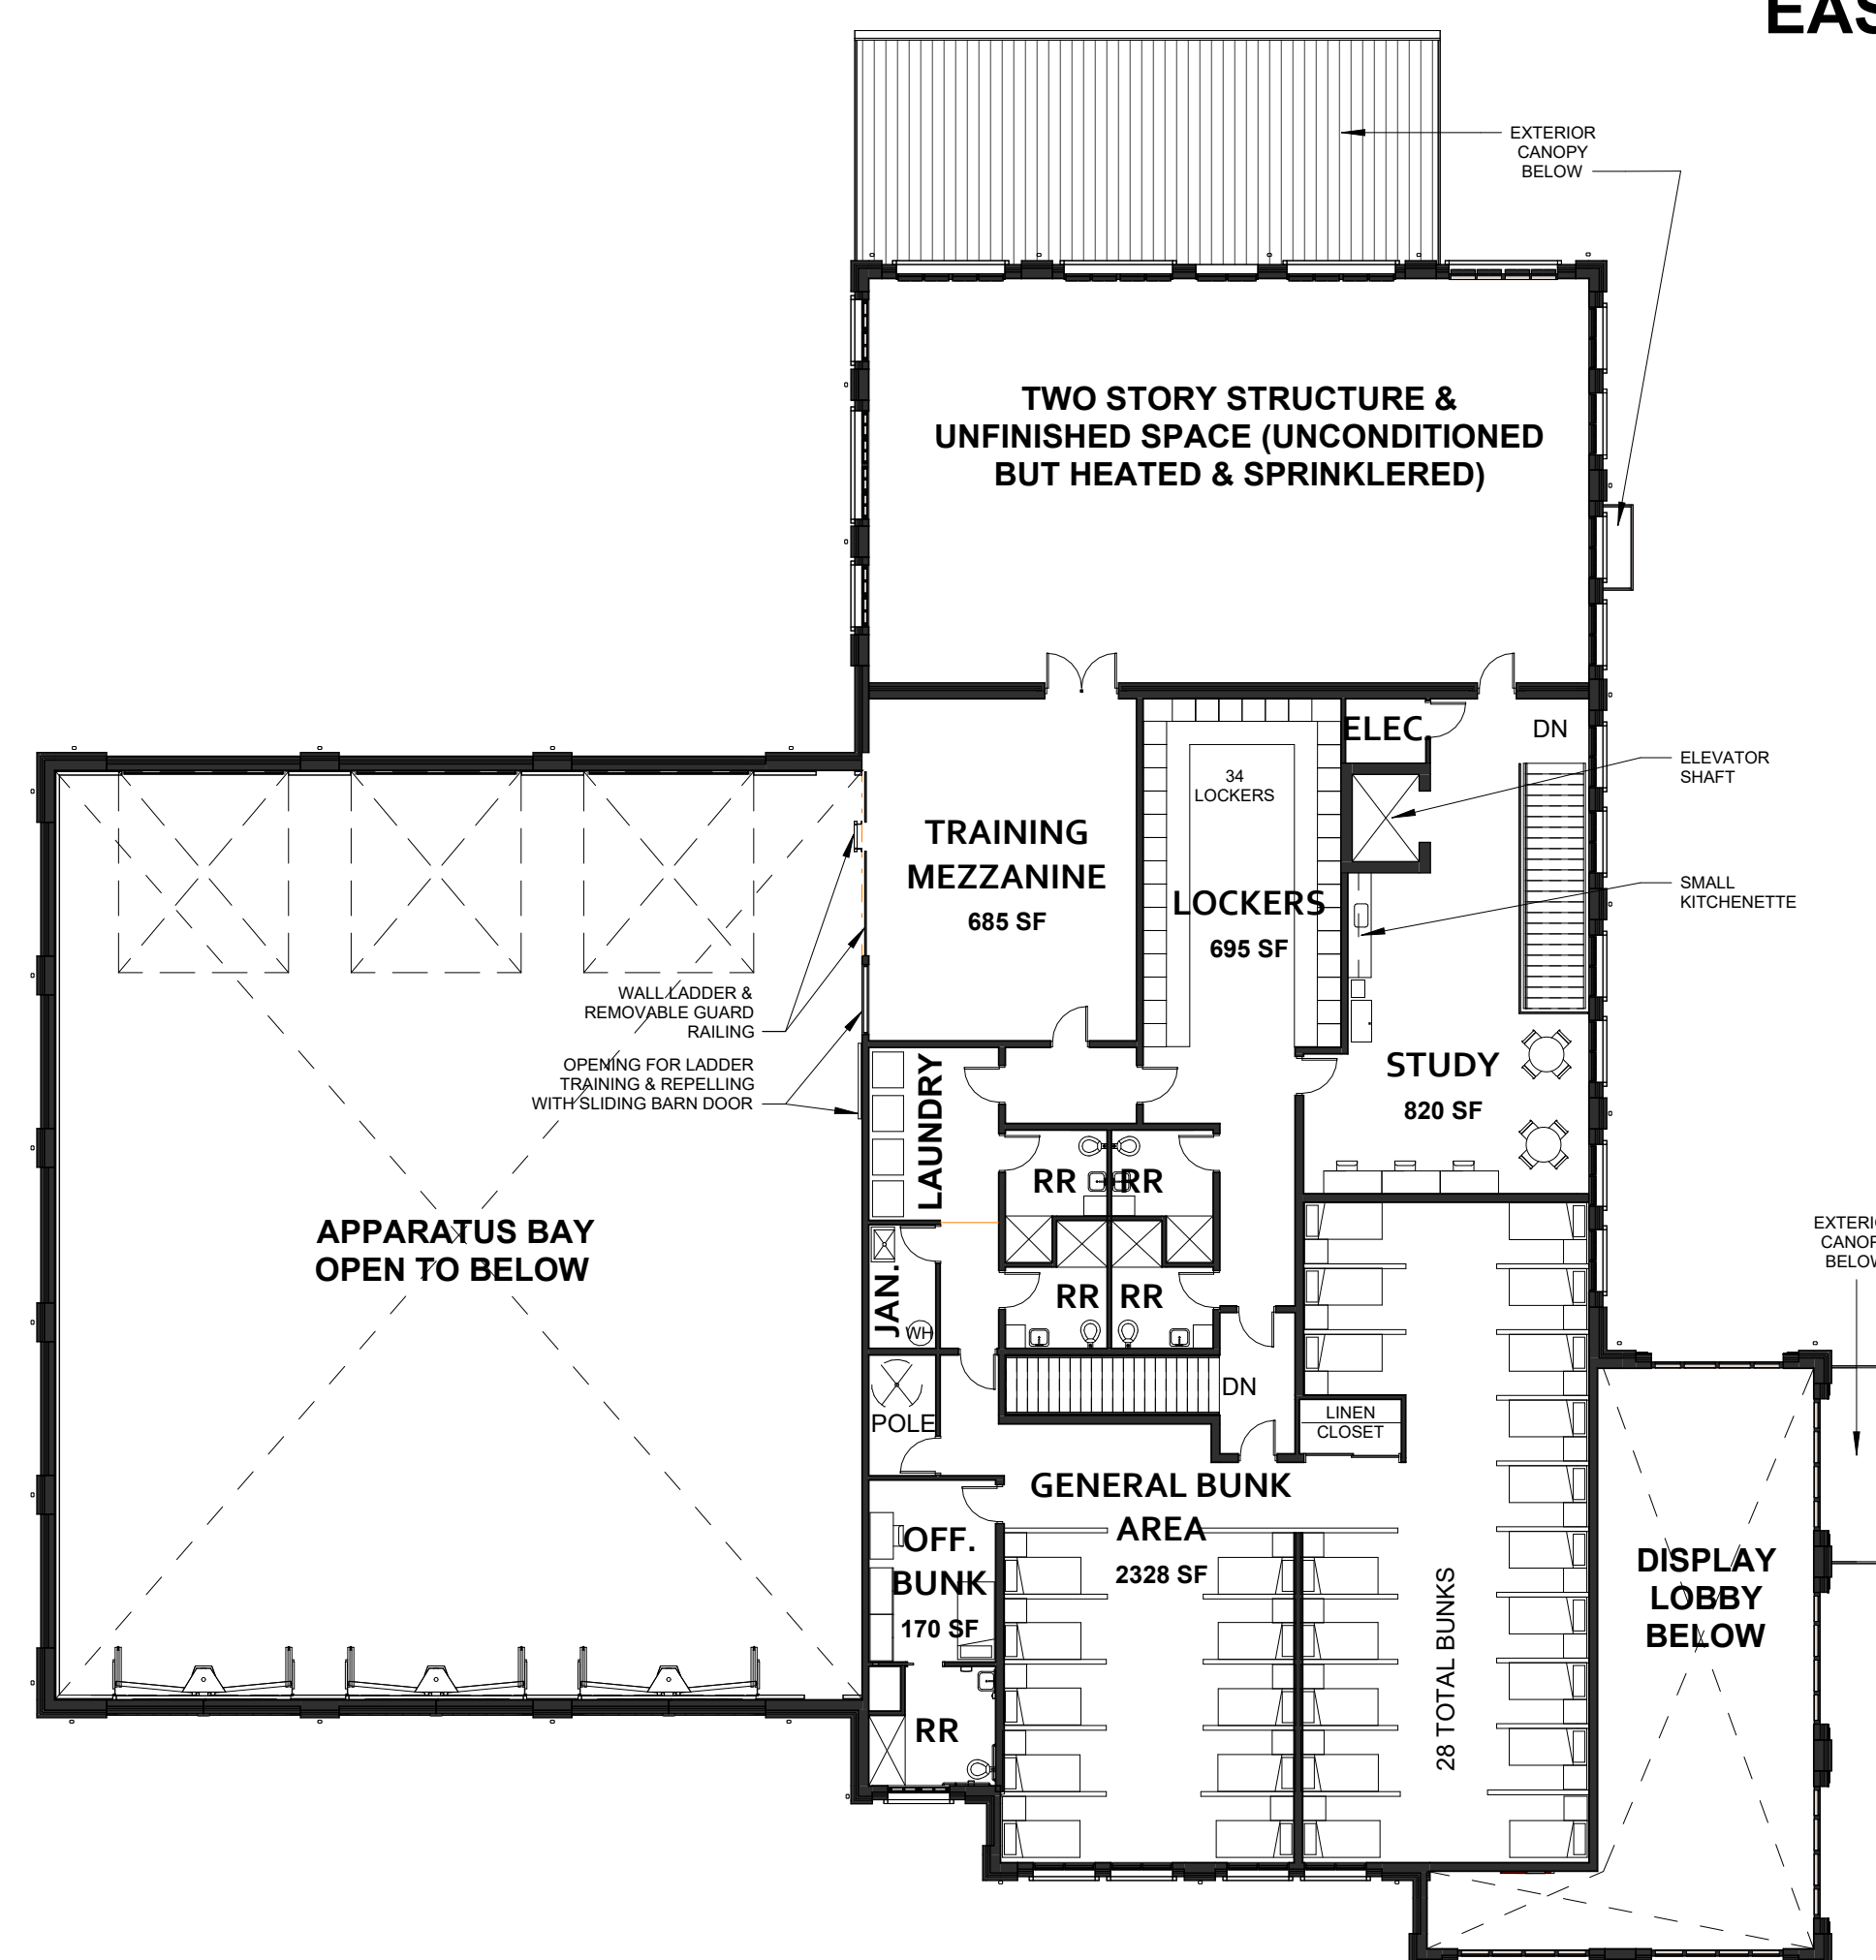 EAS
EXTERIOR
CANOPY
BELOW
TWO STORY STRUCTURE &
UNFINISHED SPACE (UNCONDITIONED
BUT HEATED & SPRINKLERED)
ELEC.
DN
ELEVATOR
SHAFT
34
LOCKERS
TRAINING
MEZZANINE
685 SF
LOCKERS
695 SF
SMALL
KITCHENETTE
WALL LADDER &
REMOVABLE GUARD
RAILING
OPENING FOR LADDER
TRAINING & REPELLING
WITH SLIDING BARN DOOR
LAUNDRY
STUDY
820 SF
RR
RR
APPARATUS BAY
OPEN TO BELOW
EXTERIO
CANOP
BELOW
JAN.
WH
RR
RR
POLE
DN
LINEN
CLOSET
GENERAL BUNK
AREA
2328 SF
OFF.
BUNK
170 SF
28 TOTAL BUNKS
DISPLAY
LOBBY
BELOW
RR